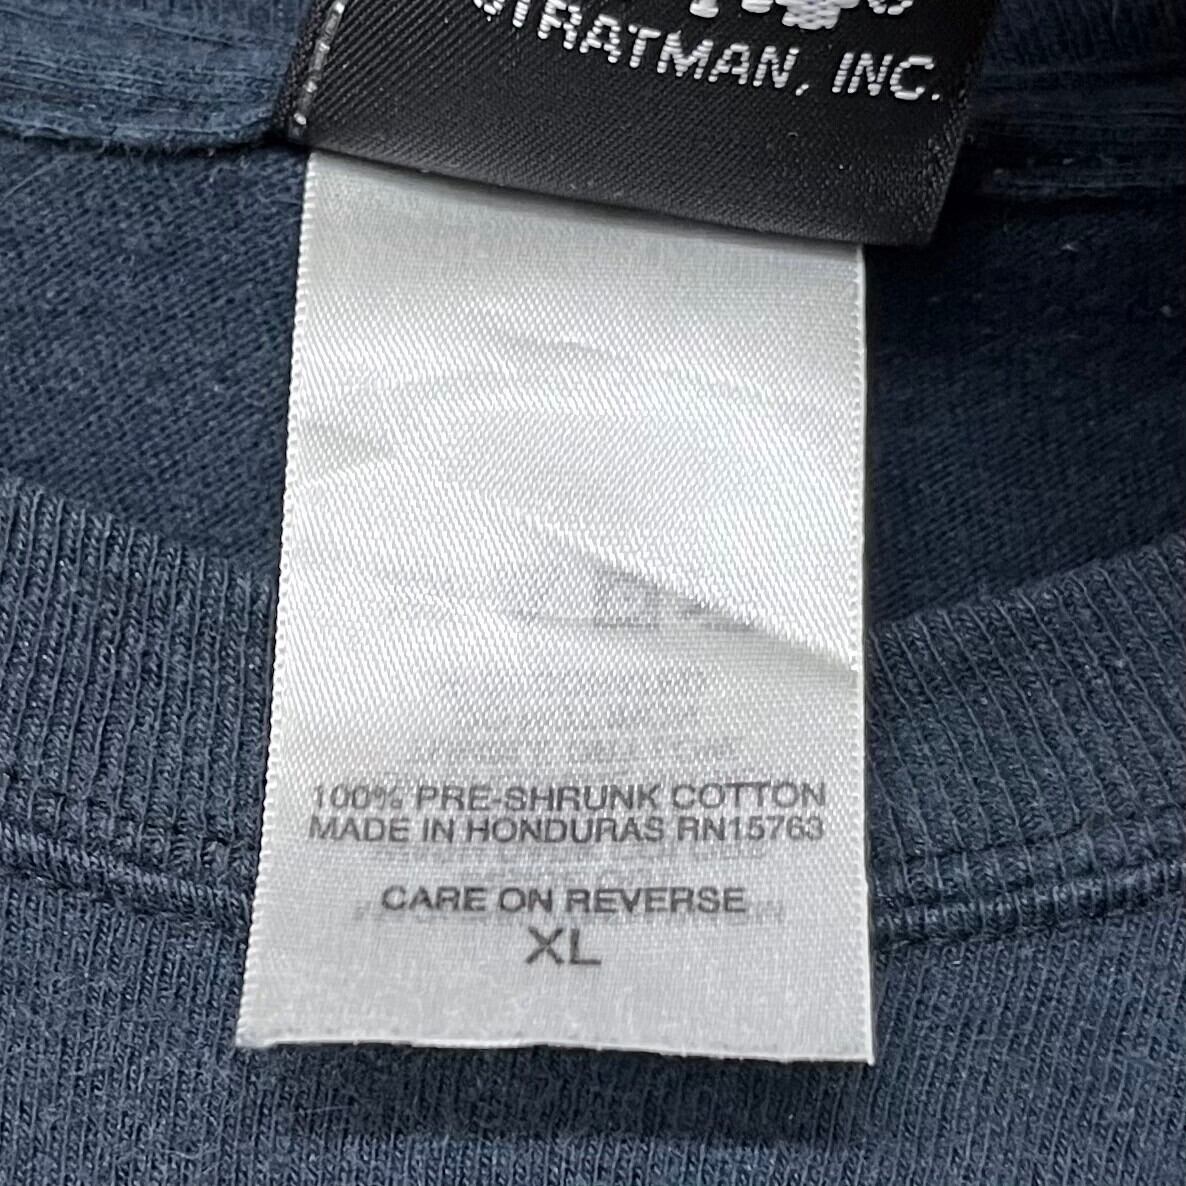 STRATMAN, INC.
100% PRE-SHRUNK COTTON
MADE IN HONDURAS RN15763
CARE ON REVERSE
XL